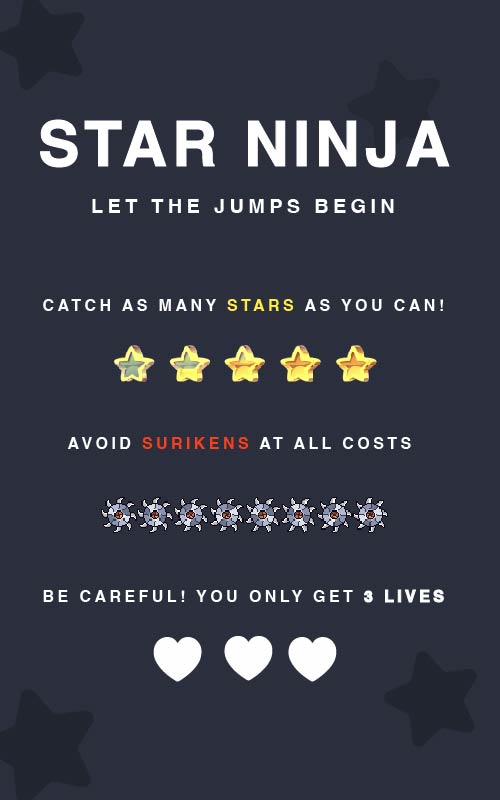 STAR NINJA
LET THE JUMPS BEGIN
CATCH AS MANY STARS AS YOU CAN!
AVOID SURIKENS AT ALL COSTS
BE CAREFUL! YOU ONLY GET 3 LIVES